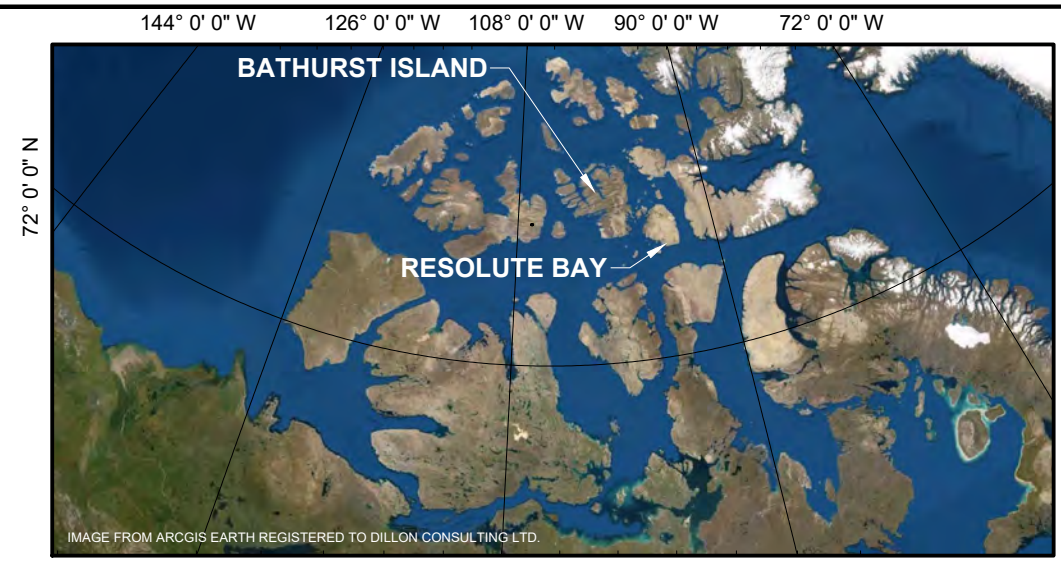 144° 0' 0" W 126° 0' 0" W 108° 0' 0" W 90° 0' 0" W 72° 0' 0" W
72° 0' 0" N
BATHURST ISLAND
RESOLUTE BAY
IMAGE FROM ARCGIS EARTH REGISTERED TO DILLON CONSULTING LTD.